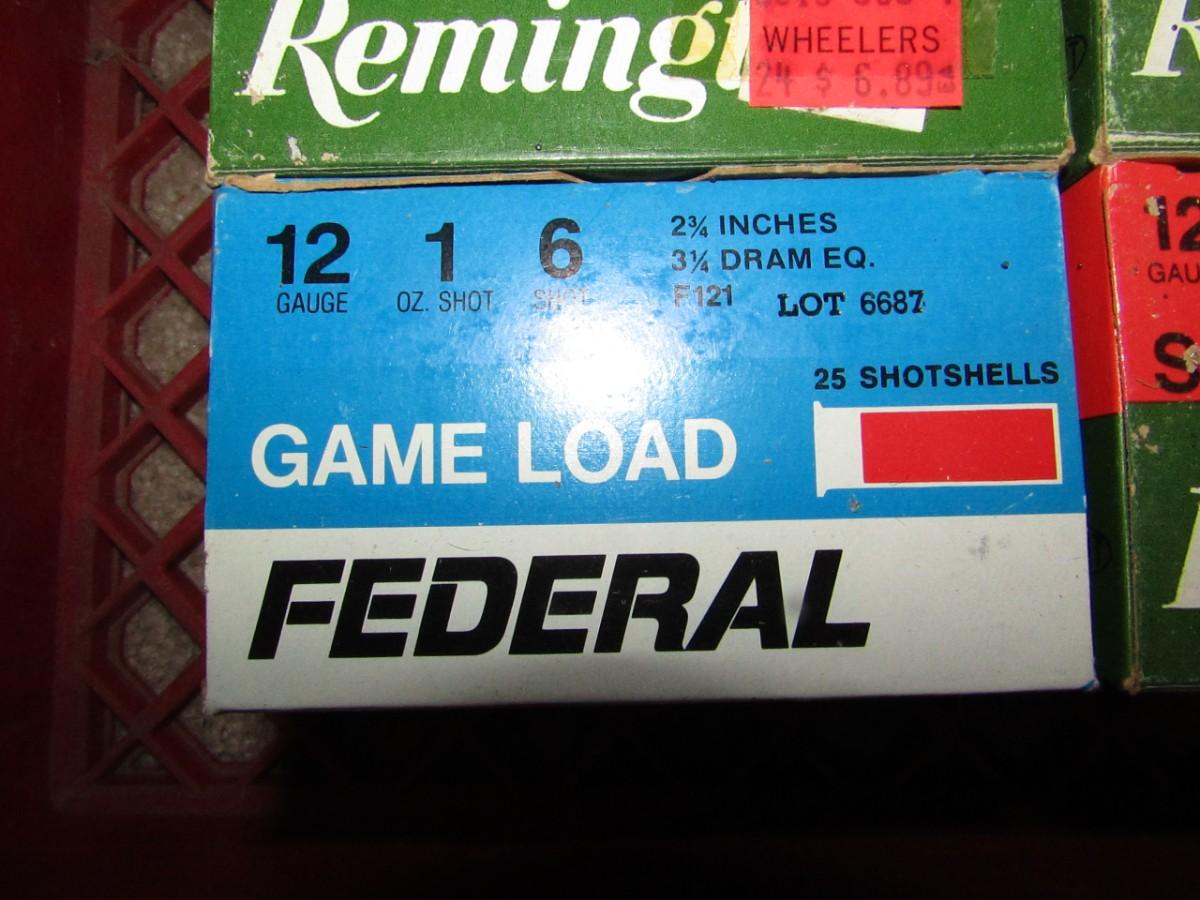 Remingt
WHEELERS
24 $ 6.89
12 1 6
GAUGE OZ. SHOT SHOT
2¾ INCHES
3¼ DRAM EQ.
F121 LOT 6687
25 SHOTSHELLS
GAME LOAD
FEDERAL
12
GAU
S